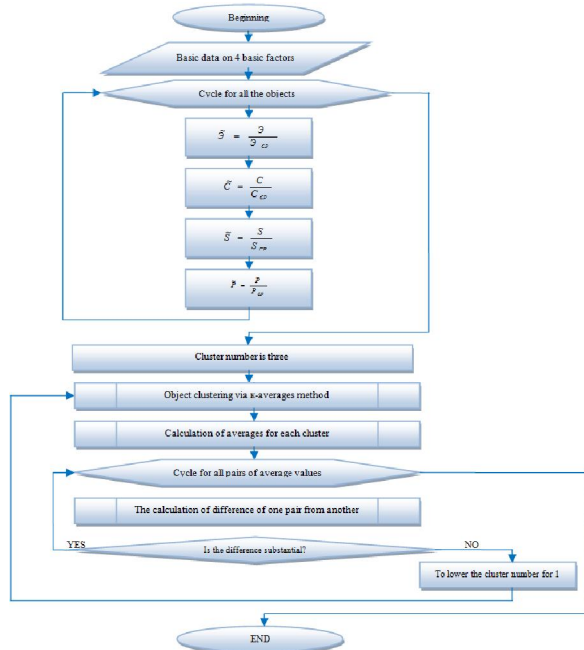 Beginning
Basic data on 4 basic factors
Cycle for all the objects
Э̄ = Э / Э
C̄ = C / C
S̄ = S / S
P = P / P
Cluster number is three
Object clustering via к-averages method
Calculation of averages for each cluster
Cycle for all pairs of average values
The calculation of difference of one pair from another
YES
Is the difference substantial?
NO
To lower the cluster number for 1
END